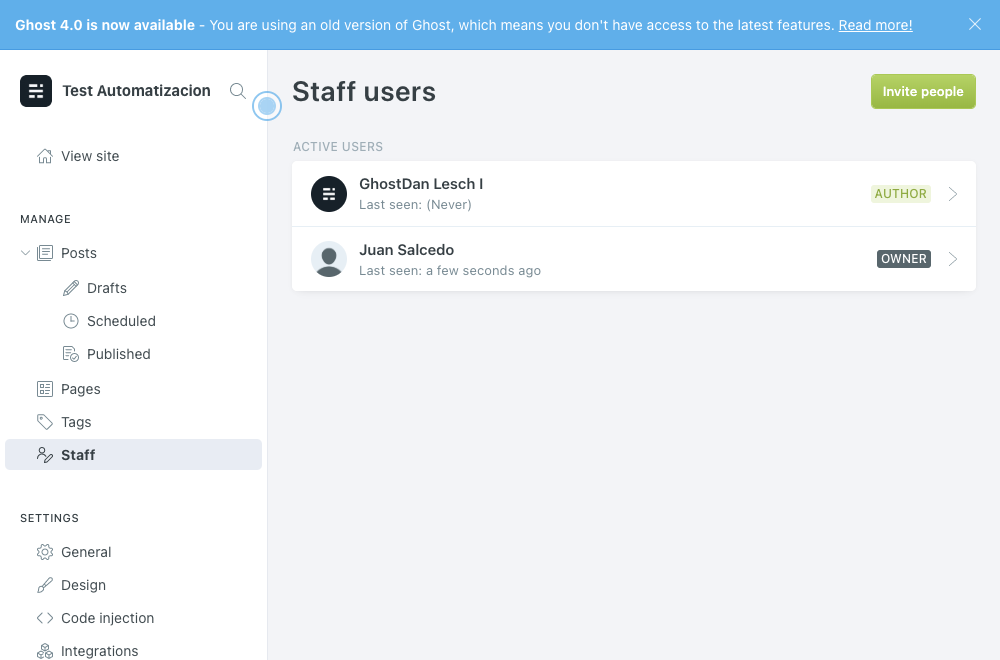 Ghost 4.0 is now available - You are using an old version of Ghost, which means you don't have access to the latest features. Read more!
Test Automatizacion
View site
MANAGE
Posts
Drafts
Scheduled
Published
Pages
Tags
Staff
SETTINGS
General
Design
Code injection
Integrations
Staff users
Invite people
ACTIVE USERS
GhostDan Lesch I
Last seen: (Never)
AUTHOR
Juan Salcedo
Last seen: a few seconds ago
OWNER